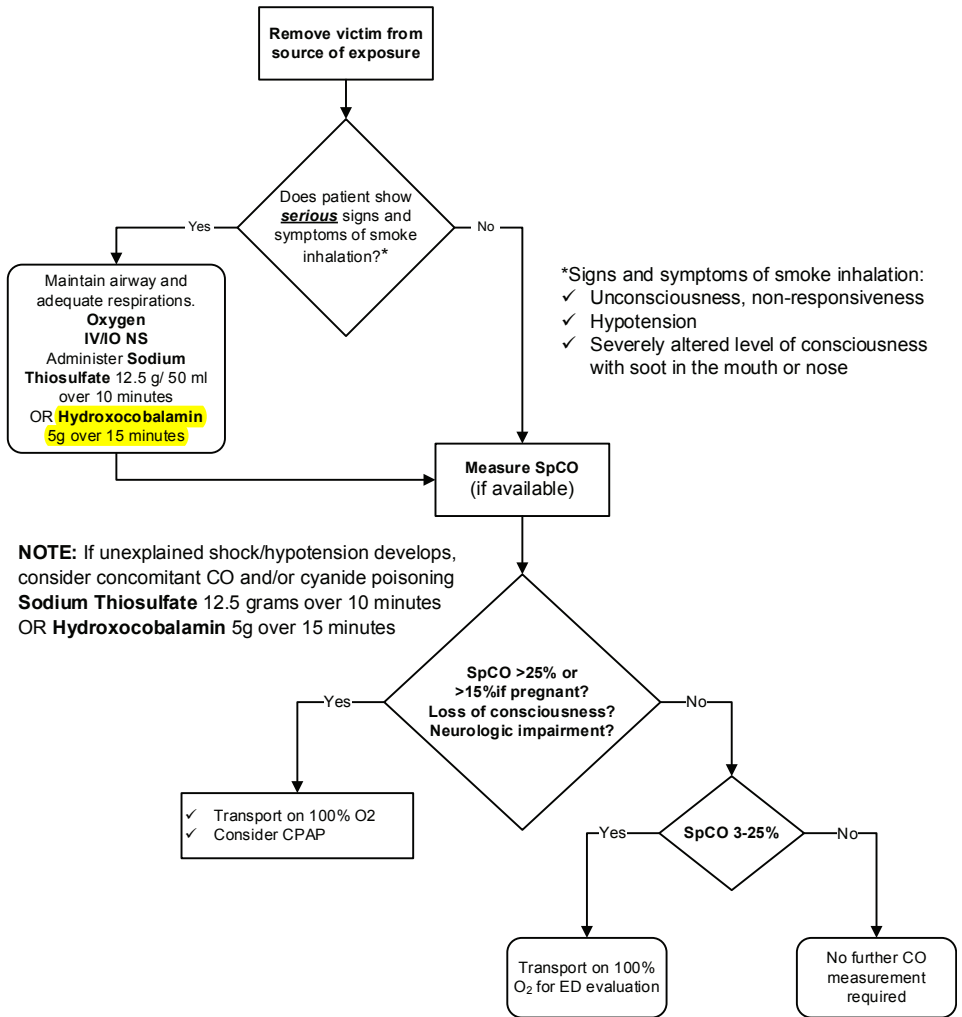 Remove victim from
source of exposure
Does patient show
serious signs and
symptoms of smoke
inhalation?*
Yes
No
Maintain airway and
adequate respirations.
Oxygen
IV/IO NS
Administer Sodium
Thiosulfate 12.5 g/ 50 ml
over 10 minutes
OR Hydroxocobalamin
5g over 15 minutes
*Signs and symptoms of smoke inhalation:
✓ Unconsciousness, non-responsiveness
✓ Hypotension
✓ Severely altered level of consciousness
with soot in the mouth or nose
Measure SpCO
(if available)
NOTE: If unexplained shock/hypotension develops,
consider concomitant CO and/or cyanide poisoning
Sodium Thiosulfate 12.5 grams over 10 minutes
OR Hydroxocobalamin 5g over 15 minutes
SpCO >25% or
>15%if pregnant?
Loss of consciousness?
Neurologic impairment?
Yes
No
✓ Transport on 100% O2
✓ Consider CPAP
SpCO 3-25%
Yes
No
Transport on 100%
O₂ for ED evaluation
No further CO
measurement
required